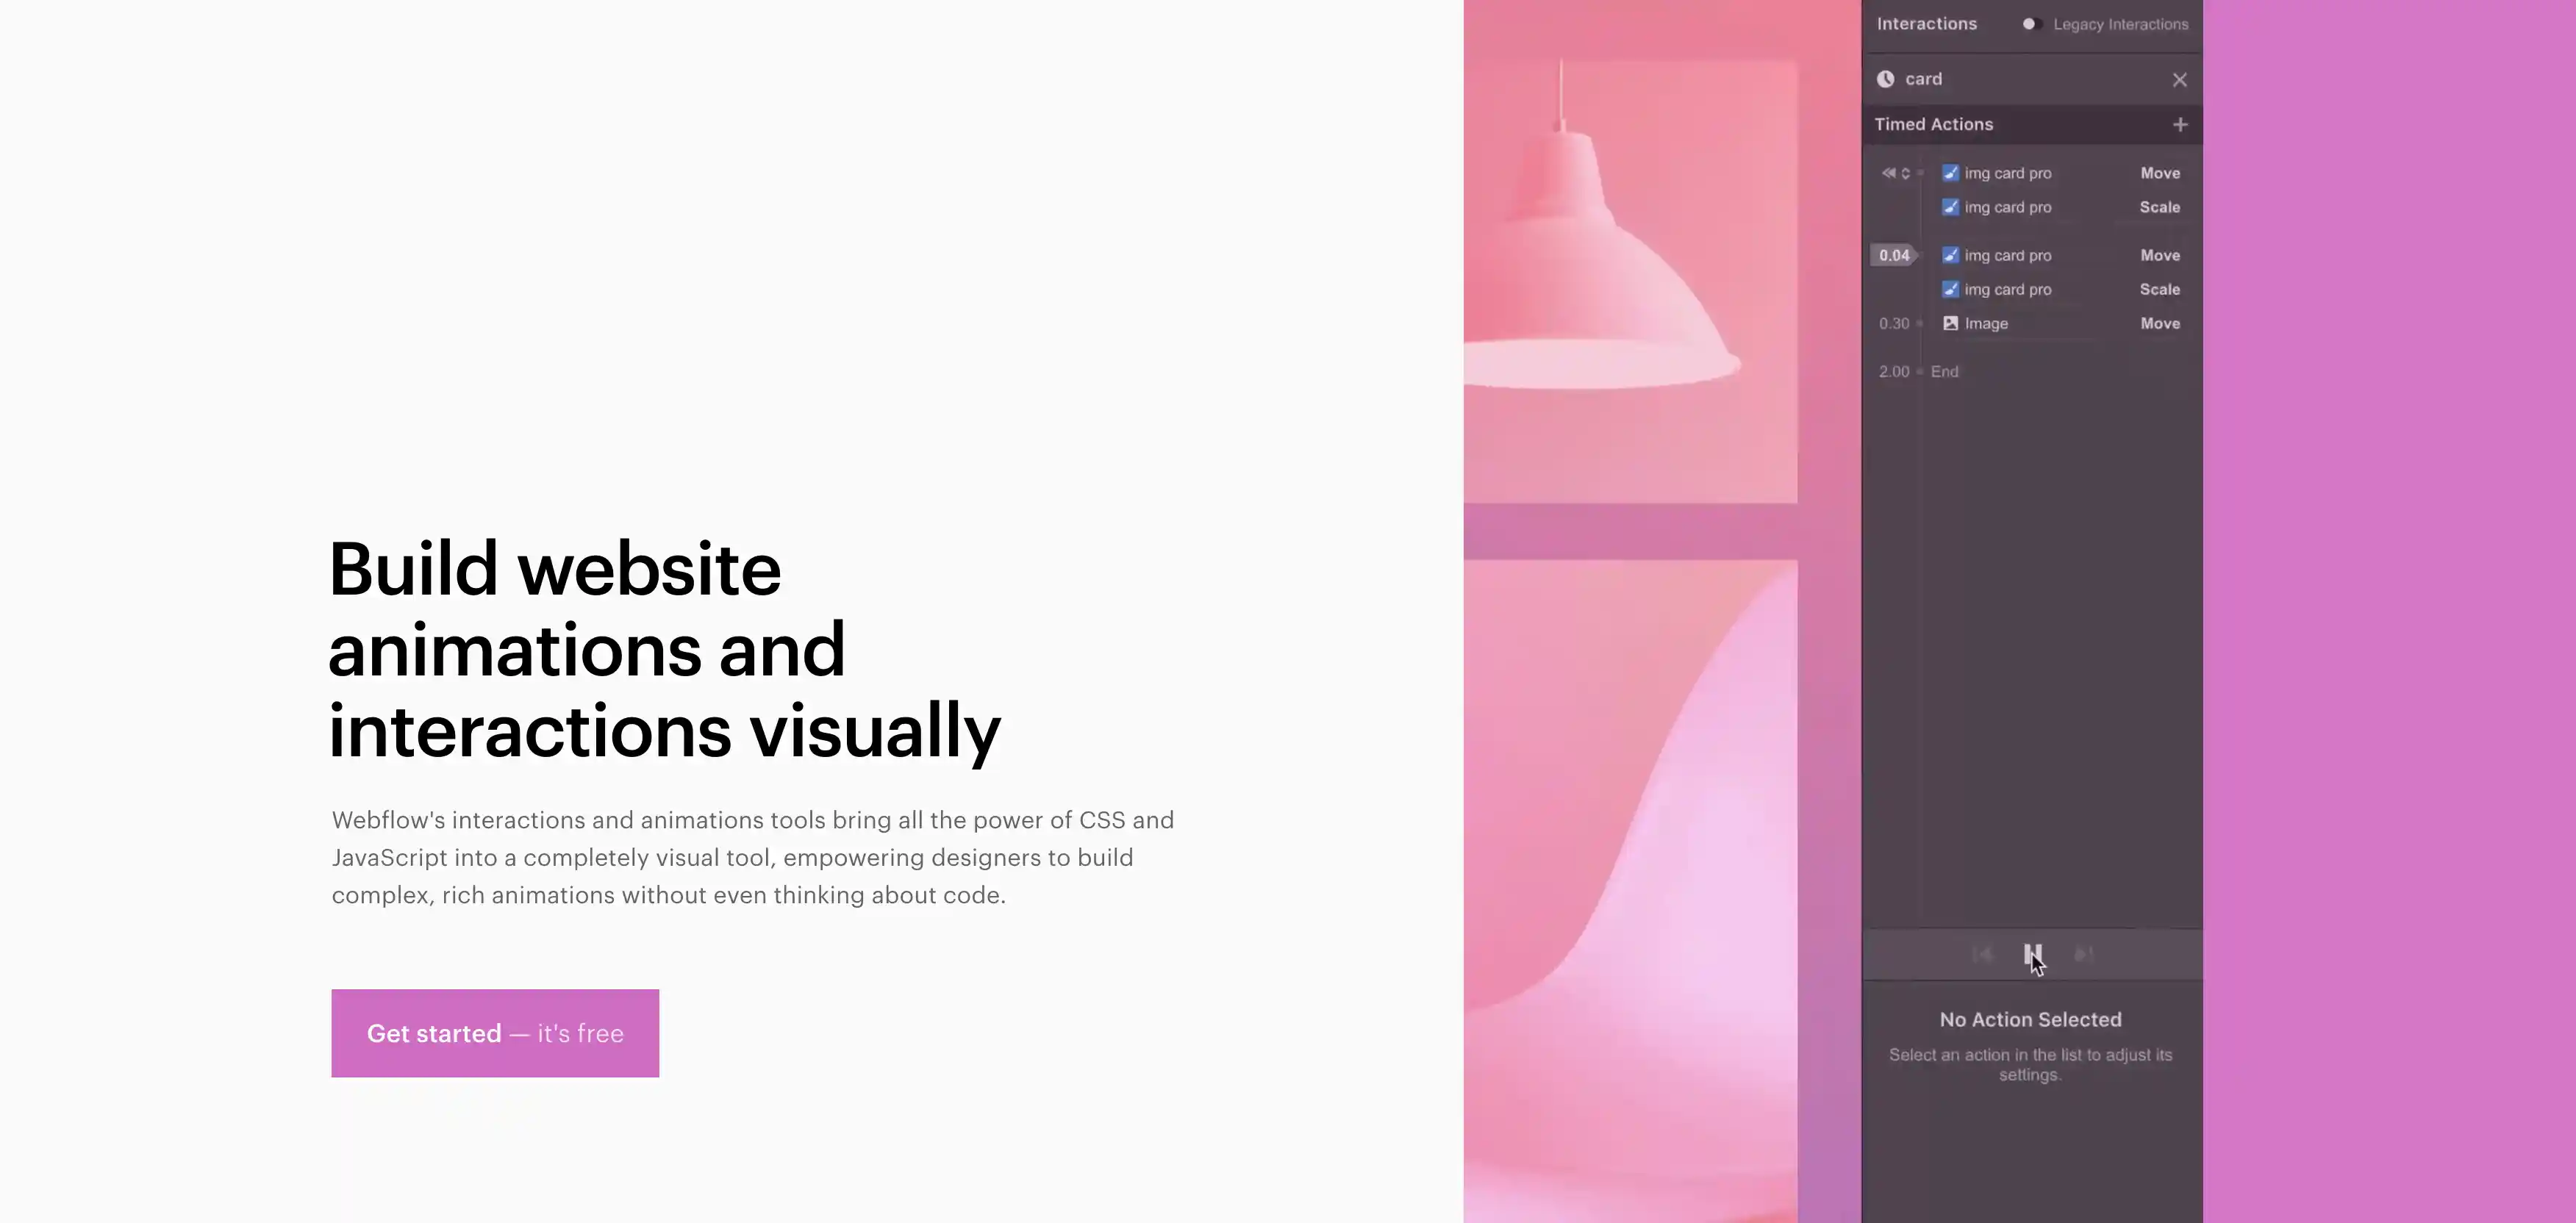 Build website
animations and
interactions visually
Webflow's interactions and animations tools bring all the power of CSS and
JavaScript into a completely visual tool, empowering designers to build
complex, rich animations without even thinking about code.
Get started — it's free
Interactions Legacy Interactions
card
Timed Actions
img card pro Move
img card pro Scale
0.04 img card pro Move
img card pro Scale
0.30 Image Move
2.00 End
No Action Selected
Select an action in the list to adjust its
settings.